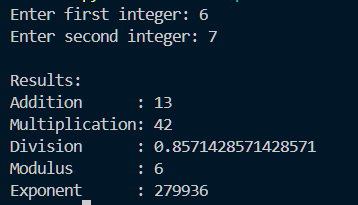 Enter first integer: 6
Enter second integer: 7

Results:
Addition      : 13
Multiplication: 42
Division      : 0.8571428571428571
Modulus       : 6
Exponent      : 279936